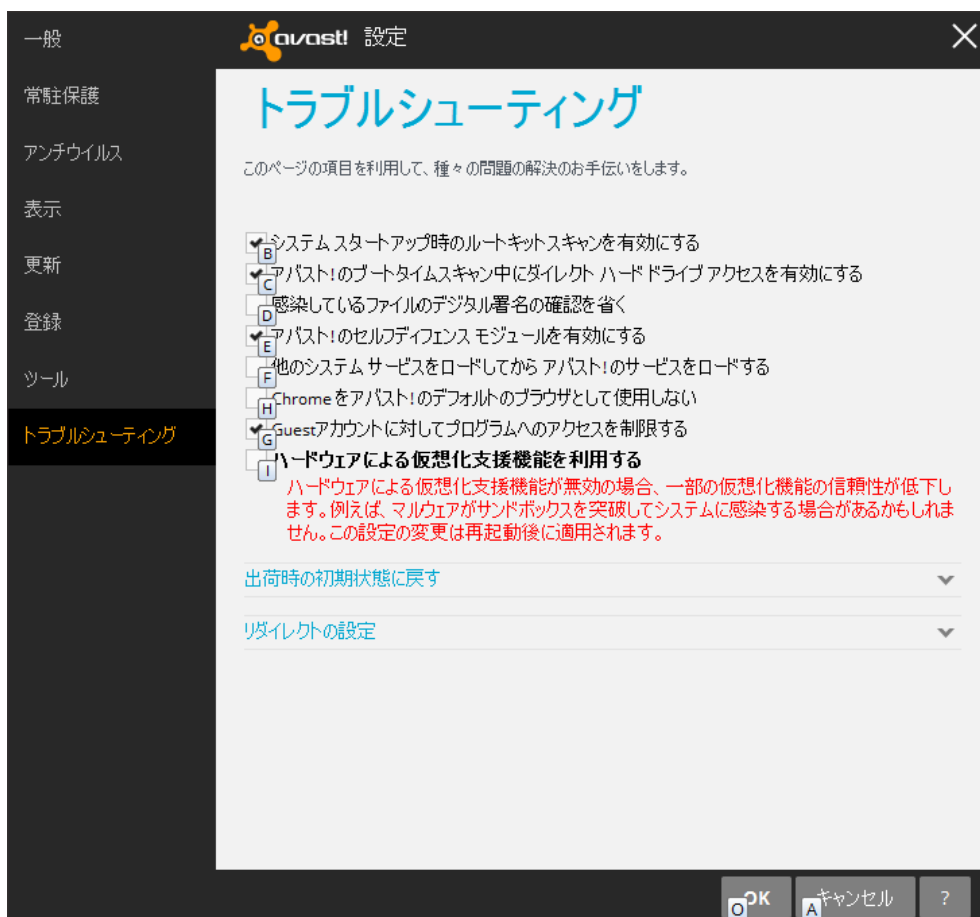 avast! 設定
一般
常駐保護
アンチウイルス
表示
更新
登録
ツール
トラブルシューティング
トラブルシューティング
このページの項目を利用して、種々の問題の解決のお手伝いをします。
B システム スタートアップ時のルートキットスキャンを有効にする
C アバスト!のブートタイムスキャン中にダイレクト ハード ドライブ アクセスを有効にする
D 感染しているファイルのデジタル署名の確認を省く
E アバスト!のセルフディフェンス モジュールを有効にする
F 他のシステム サービスをロードしてから アバスト!のサービスをロードする
H Chromeをアバスト!のデフォルトのブラウザとして使用しない
G Guestアカウントに対してプログラムへのアクセスを制限する
I ハードウェアによる仮想化支援機能を利用する
ハードウェアによる仮想化支援機能が無効の場合、一部の仮想化機能の信頼性が低下し
ます。例えば、マルウェアがサンドボックスを突破してシステムに感染する場合があるかもしれま
せん。この設定の変更は再起動後に適用されます。
出荷時の初期状態に戻す
リダイレクトの設定
O OK
A キャンセル
?